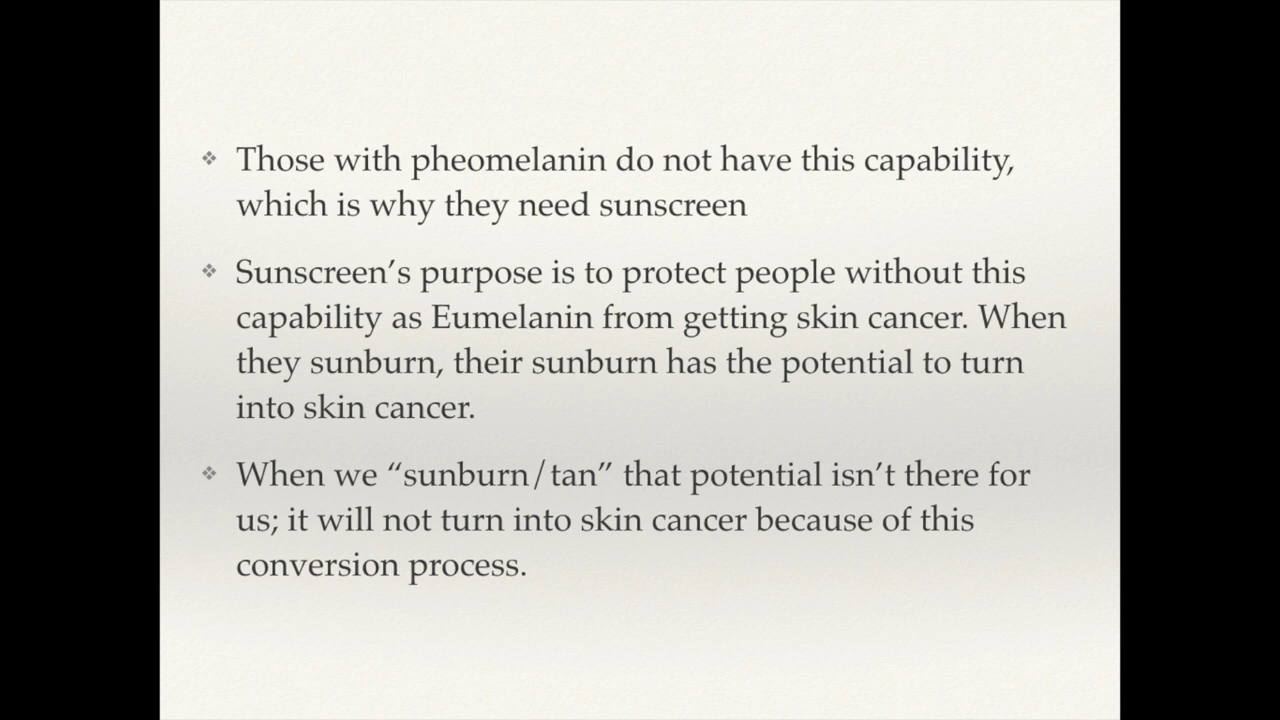 ❖ Those with pheomelanin do not have this capability,
which is why they need sunscreen
❖ Sunscreen’s purpose is to protect people without this
capability as Eumelanin from getting skin cancer. When
they sunburn, their sunburn has the potential to turn
into skin cancer.
❖ When we “sunburn/tan” that potential isn’t there for
us; it will not turn into skin cancer because of this
conversion process.